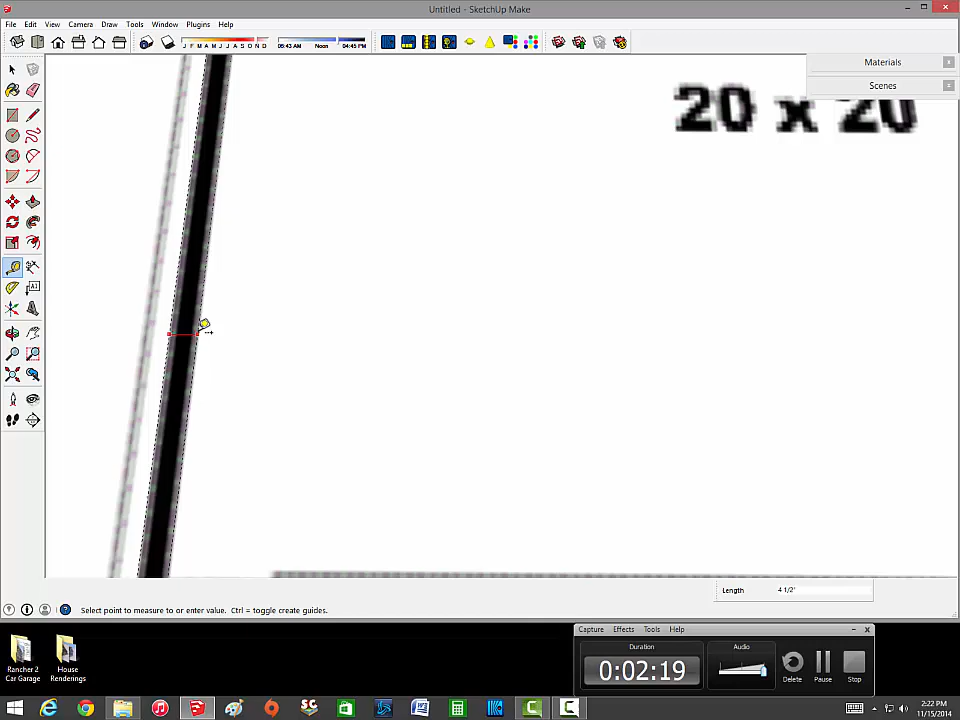 Untitled - SketchUp Make
File Edit View Camera Draw Tools Window Plugins Help
J F M A M J J A S O N D 05:43 AM Noon 04:45 PM
Materials
Scenes
20 x 20
A1
Length 4 1/2"
Select point to measure to or enter value. Ctrl = toggle create guides.
Capture Effects Tools Help
Duration
0:02:19
Audio
Delete Pause Stop
Rancher 2
Car Garage
House
Renderings
2:22 PM
11/15/2014